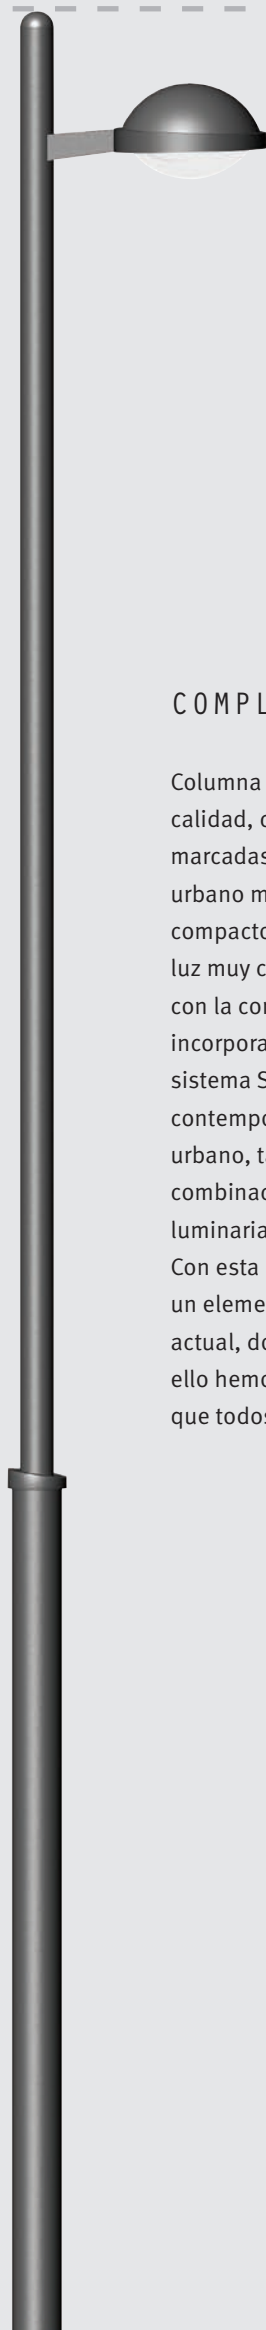 COMPL
Columna
calidad,
marcadas
urbano m
compacto
luz muy c
con la co
incorpora
sistema S
contempo
urbano, t
combinac
luminaria
Con esta
un eleme
actual, do
ello hemo
que todos